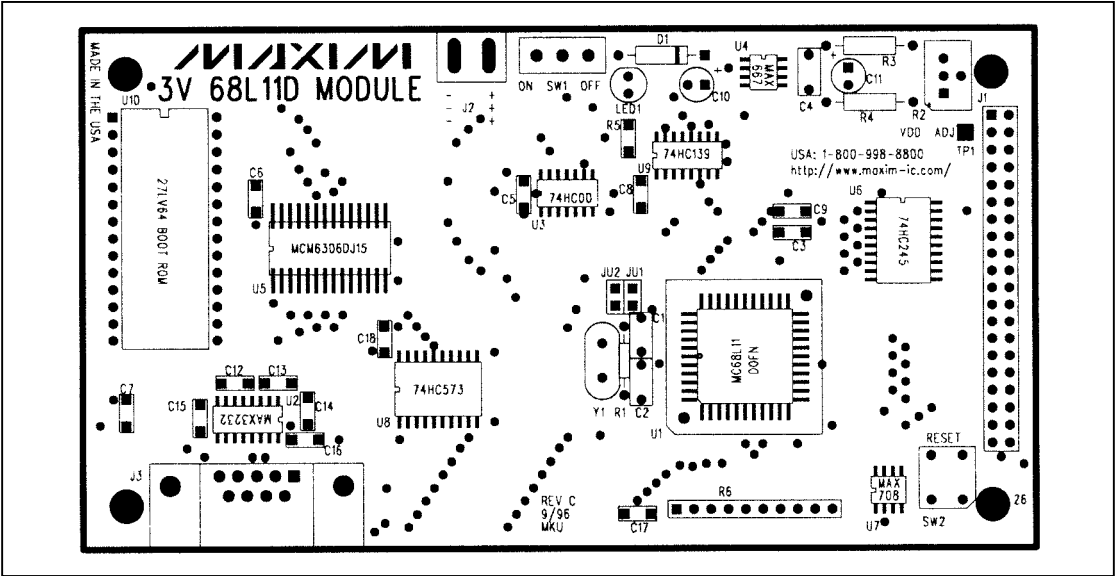 MADE IN THE USA
MAXIM
3V 68L11D MODULE
U10
27LV64 BOOT ROM
J2
- +
- +
- +
ON SW1 OFF
LED1
D1
+
C10
U4
MAX
667
C4
+
C11
R3
R4
R2
J1
VDD ADJ
TP1
USA: 1-800-998-8800
http://www.maxim-ic.com/
R5
74HC139
U9
C8
C5
74HC00
U3
C6
MCM6306DJ15
U5
C9
C3
U6
74HC245
JU2 JU1
C1
MC68L11
D0FN
U1
Y1 R1 C2
C18
74HC573
U8
C7
C12 C13
C15
MAX3232
U2
C14
C16
J3
REV C
9/96
MKU
C17
R6
MAX
708
U7
RESET
SW2
26